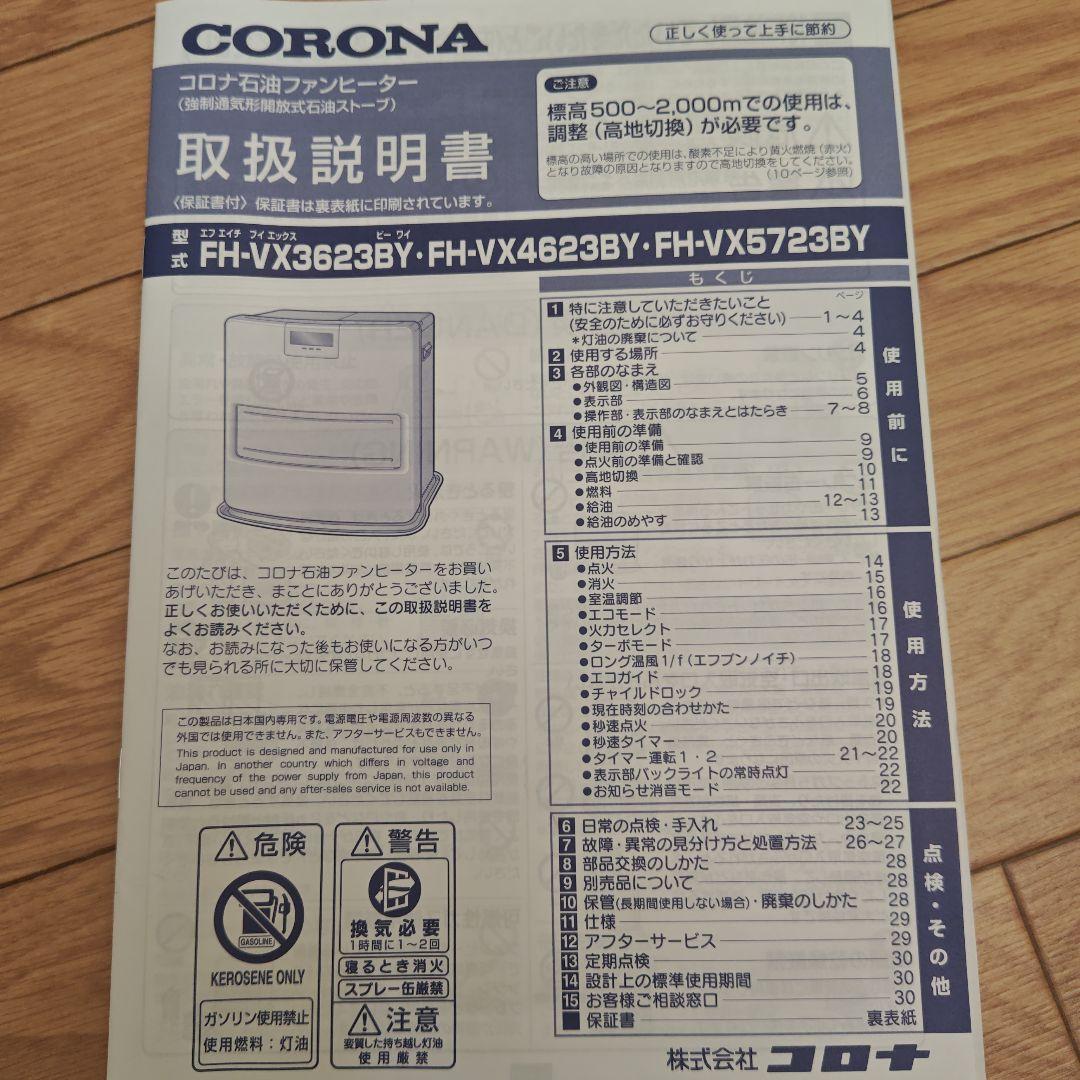 CORONA
正しく使って上手に節約
コロナ石油ファンヒーター
(強制通気形開放式石油ストーブ)
取扱説明書
〈保証書付〉保証書は裏表紙に印刷されています。
ご注意
標高500〜2,000mでの使用は、
調整(高地切換)が必要です。
標高の高い場所での使用は、酸素不足により黄火燃焼(赤火)
となり故障の原因となりますので高地切換をしてください。
(10ページ参照)
エフ エイチ ブイ エックス ビー ワイ
型式 FH-VX3623BY・FH-VX4623BY・FH-VX5723BY
もくじ
ページ
1 特に注意していただきたいこと
(安全のために必ずお守りください) 1〜4
*灯油の廃棄について 4
2 使用する場所 4
3 各部のなまえ
●外観図・構造図 5
●表示部 6
●操作部・表示部のなまえとはたらき 7〜8
4 使用前の準備
●使用前の準備 9
●点火前の準備と確認 9
●高地切換 10
●燃料 11
●給油 12〜13
●給油のめやす 13
使用前に
5 使用方法
●点火 14
●消火 15
●室温調節 16
●エコモード 16
●火力セレクト 17
●ターボモード 17
●ロング温風1/f(エフブンノイチ) 18
●エコガイド 18
●チャイルドロック 19
●現在時刻の合わせかた 19
●秒速点火 20
●秒速タイマー 20
●タイマー運転1・2 21〜22
●表示部バックライトの常時点灯 22
●お知らせ消音モード 22
使用方法
6 日常の点検・手入れ 23〜25
7 故障・異常の見分け方と処置方法 26〜27
8 部品交換のしかた 28
9 別売品について 28
10 保管(長期間使用しない場合)・廃棄のしかた 28
11 仕様 29
12 アフターサービス 29
13 定期点検 30
14 設計上の標準使用期間 30
15 お客様ご相談窓口 30
■ 保証書 裏表紙
点検・その他
このたびは、コロナ石油ファンヒーターをお買い
あげいただき、まことにありがとうございました。
正しくお使いいただくために、この取扱説明書を
よくお読みください。
なお、お読みになった後もお使いになる方がいつ
でも見られる所に大切に保管してください。
この製品は日本国内専用です。電源電圧や電源周波数の異なる
外国では使用できません。また、アフターサービスもできません。
This product is designed and manufactured for use only in
Japan. In another country which differs in voltage and
frequency of the power supply from Japan, this product
cannot be used and any after-sales service is not available.
危険
GASOLINE
KEROSENE ONLY
ガソリン使用禁止
使用燃料：灯油
警告
換気必要
1時間に1〜2回
寝るとき消火
スプレー缶厳禁
注意
変質した持ち越し灯油
使用厳禁
株式会社 コロナ